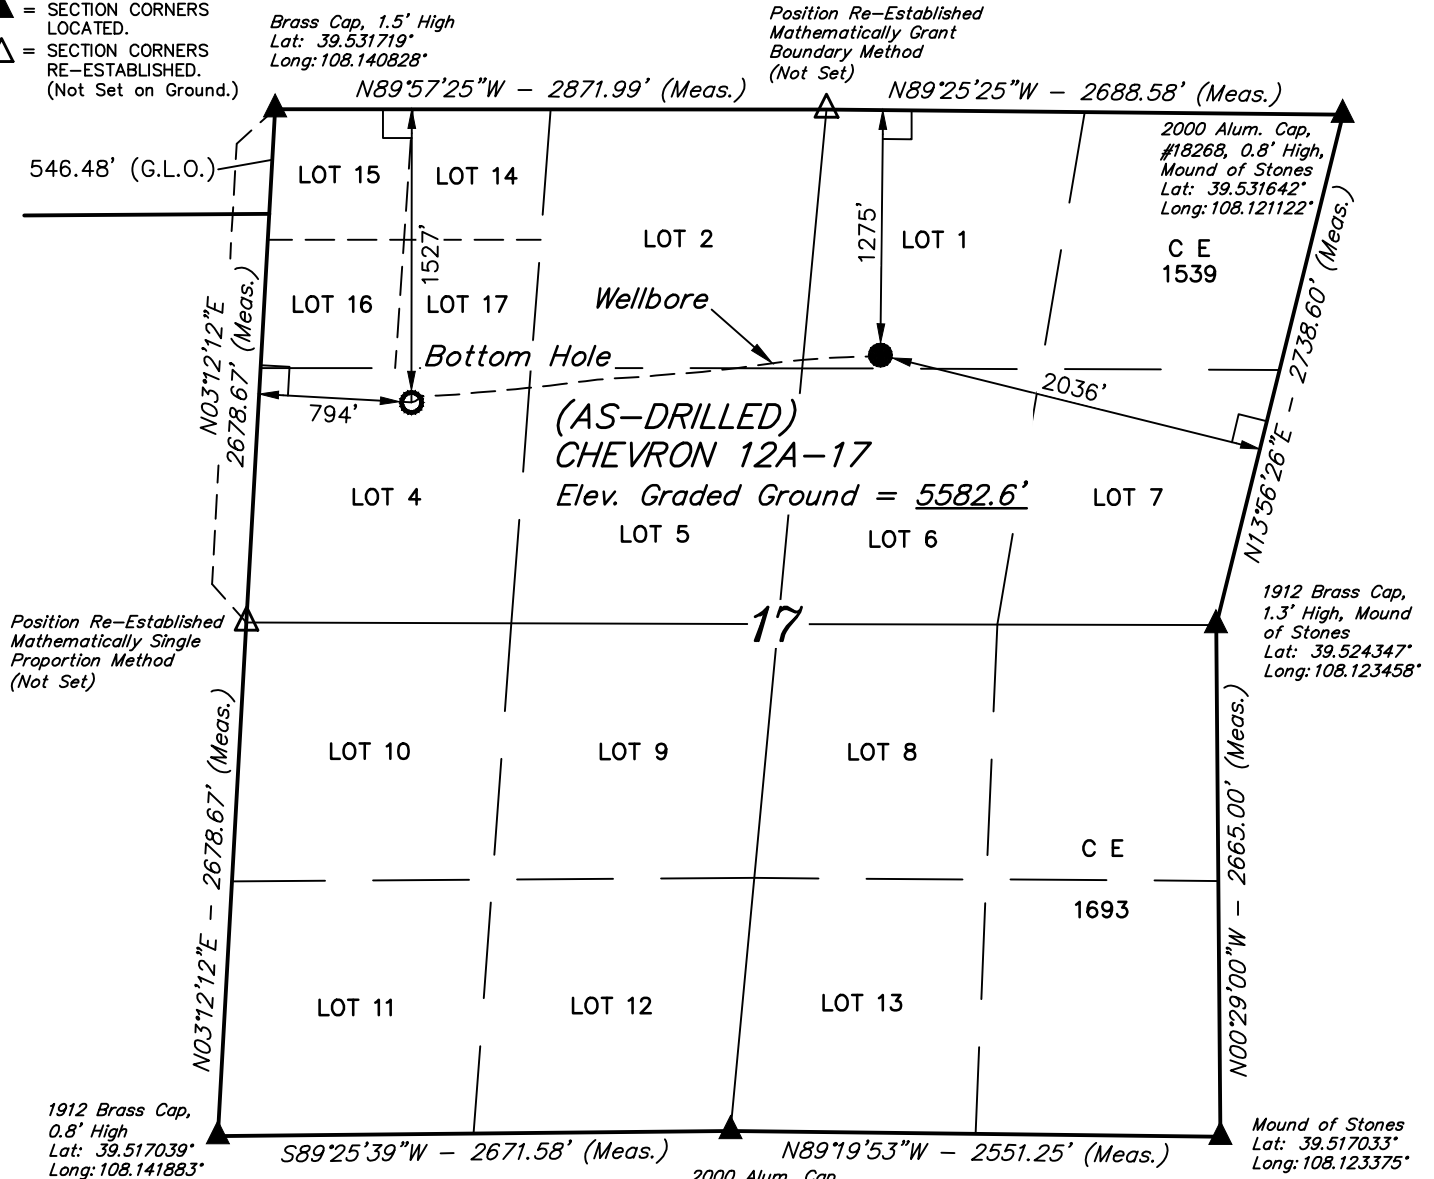 = SECTION CORNERS
LOCATED.
= SECTION CORNERS
RE-ESTABLISHED.
(Not Set on Ground.)
Brass Cap, 1.5' High
Lat: 39.531719°
Long: 108.140828°
Position Re-Established
Mathematically Grant
Boundary Method
(Not Set)
N89°57'25"W - 2871.99' (Meas.)
N89°25'25"W - 2688.58' (Meas.)
2000 Alum. Cap,
#18268, 0.8' High,
Mound of Stones
Lat: 39.531642°
Long: 108.121122°
546.48' (G.L.O.)
LOT 15
LOT 14
1527'
LOT 2
1275'
LOT 1
C E
1539
LOT 16
LOT 17
Wellbore
Bottom Hole
N03°12'12"E
2678.67' (Meas.)
794'
2036'
N13°56'26"E - 2738.60' (Meas.)
(AS-DRILLED)
CHEVRON 12A-17
Elev. Graded Ground = 5582.6'
LOT 4
LOT 5
LOT 6
LOT 7
Position Re-Established
Mathematically Single
Proportion Method
(Not Set)
17
1912 Brass Cap,
1.3' High, Mound
of Stones
Lat: 39.524347°
Long: 108.123458°
N03°12'12"E - 2678.67' (Meas.)
LOT 10
LOT 9
LOT 8
N00°29'00"W - 2665.00' (Meas.)
C E
1693
LOT 11
LOT 12
LOT 13
1912 Brass Cap,
0.8' High
Lat: 39.517039°
Long: 108.141883°
S89°25'39"W - 2671.58' (Meas.)
N89°19'53"W - 2551.25' (Meas.)
Mound of Stones
Lat: 39.517033°
Long: 108.123375°
2000 Alum. Cap